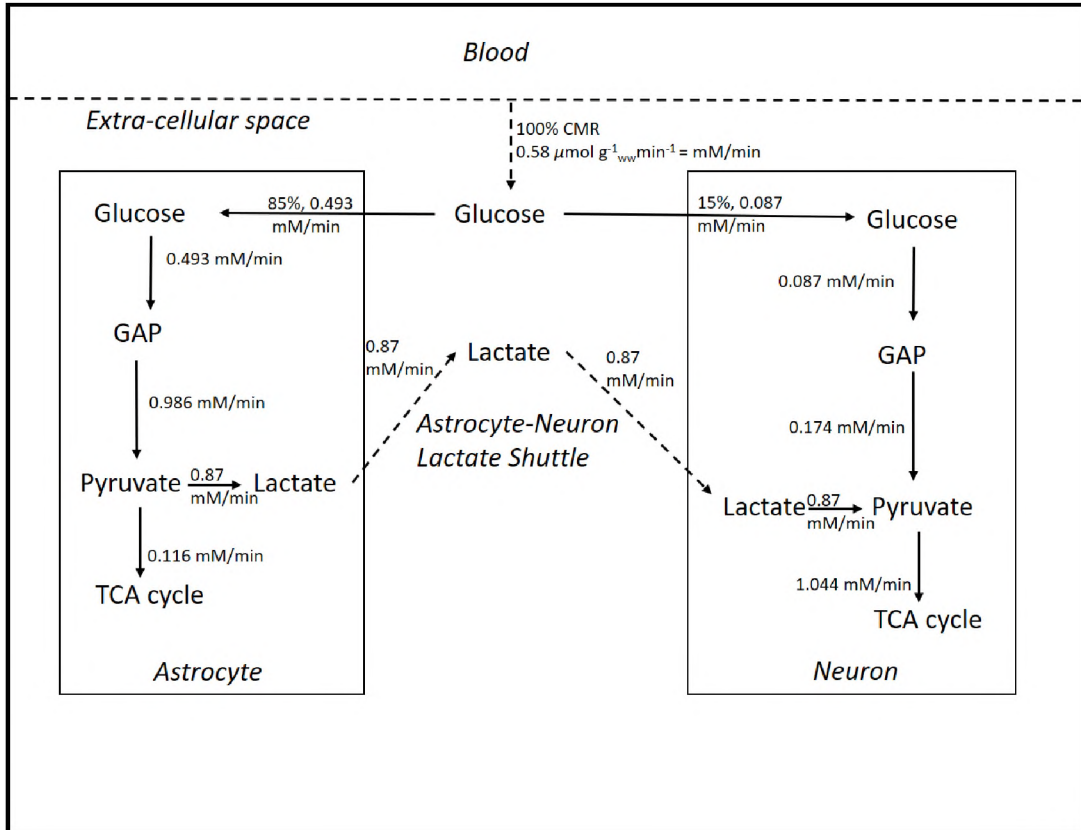 Blood
Extra-cellular space
100% CMR
0.58 μmol g⁻¹ww min⁻¹ = mM/min
Glucose
85%, 0.493
mM/min
Glucose
15%, 0.087
mM/min
Glucose
0.493 mM/min
0.087 mM/min
GAP
0.87
mM/min
Lactate
0.87
mM/min
GAP
0.986 mM/min
Astrocyte-Neuron
Lactate Shuttle
0.174 mM/min
Pyruvate
0.87
mM/min
Lactate
Lactate
0.87
mM/min
Pyruvate
0.116 mM/min
1.044 mM/min
TCA cycle
TCA cycle
Astrocyte
Neuron